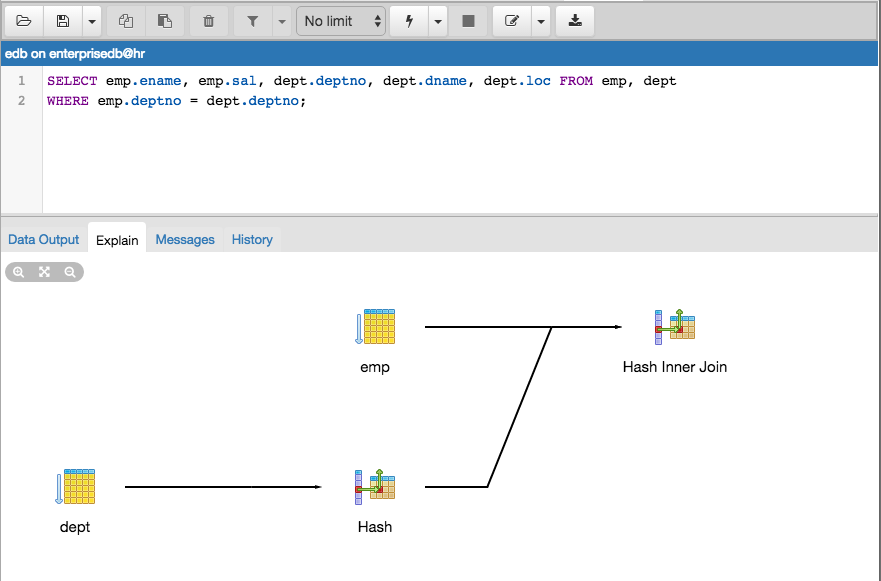 No limit
edb on enterprisedb@hr
1 SELECT emp.ename, emp.sal, dept.deptno, dept.dname, dept.loc FROM emp, dept
2 WHERE emp.deptno = dept.deptno;
Data Output Explain Messages History
emp
Hash Inner Join
dept
Hash